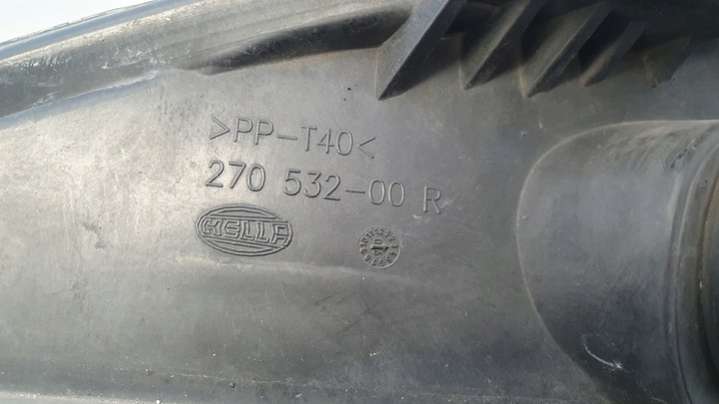 >PP-T40<
270 532-00 R
HELLA